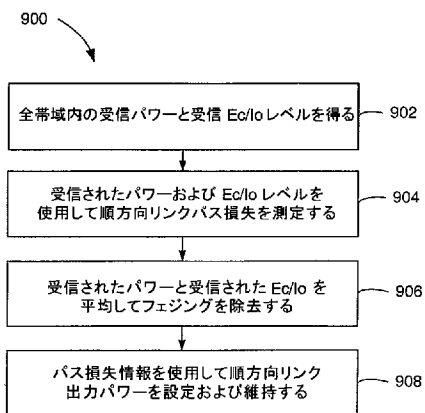 900
全帯域内の受信パワーと受信 Ec/Ioレベルを得る
902
受信されたパワーおよび Ec/Io レベルを
使用して順方向リンクパス損失を測定する
904
受信されたパワーと受信された Ec/Io を
平均してフェジングを除去する
906
パス損失情報を使用して順方向リンク
出力パワーを設定および維持する
908